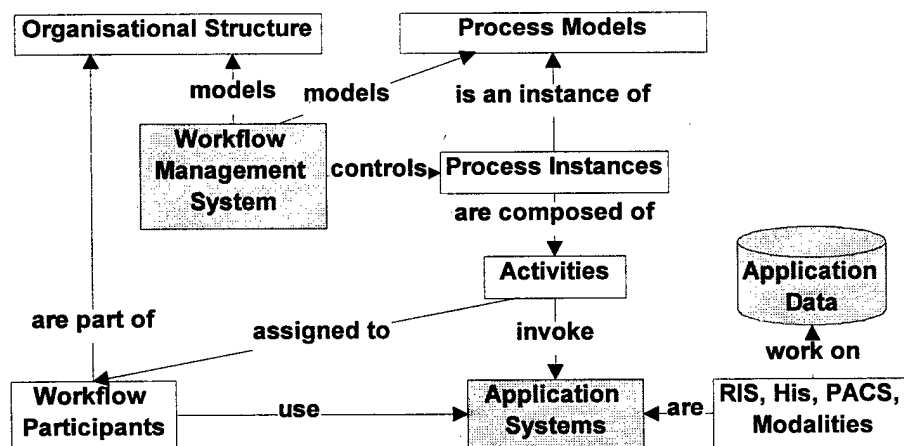 Organisational Structure
Process Models
models
models
is an instance of
Workflow
Management
System
controls
Process Instances
are composed of
Activities
Application
Data
are part of
assigned to
invoke
work on
Workflow
Participants
use
Application
Systems
are
RIS, His, PACS,
Modalities